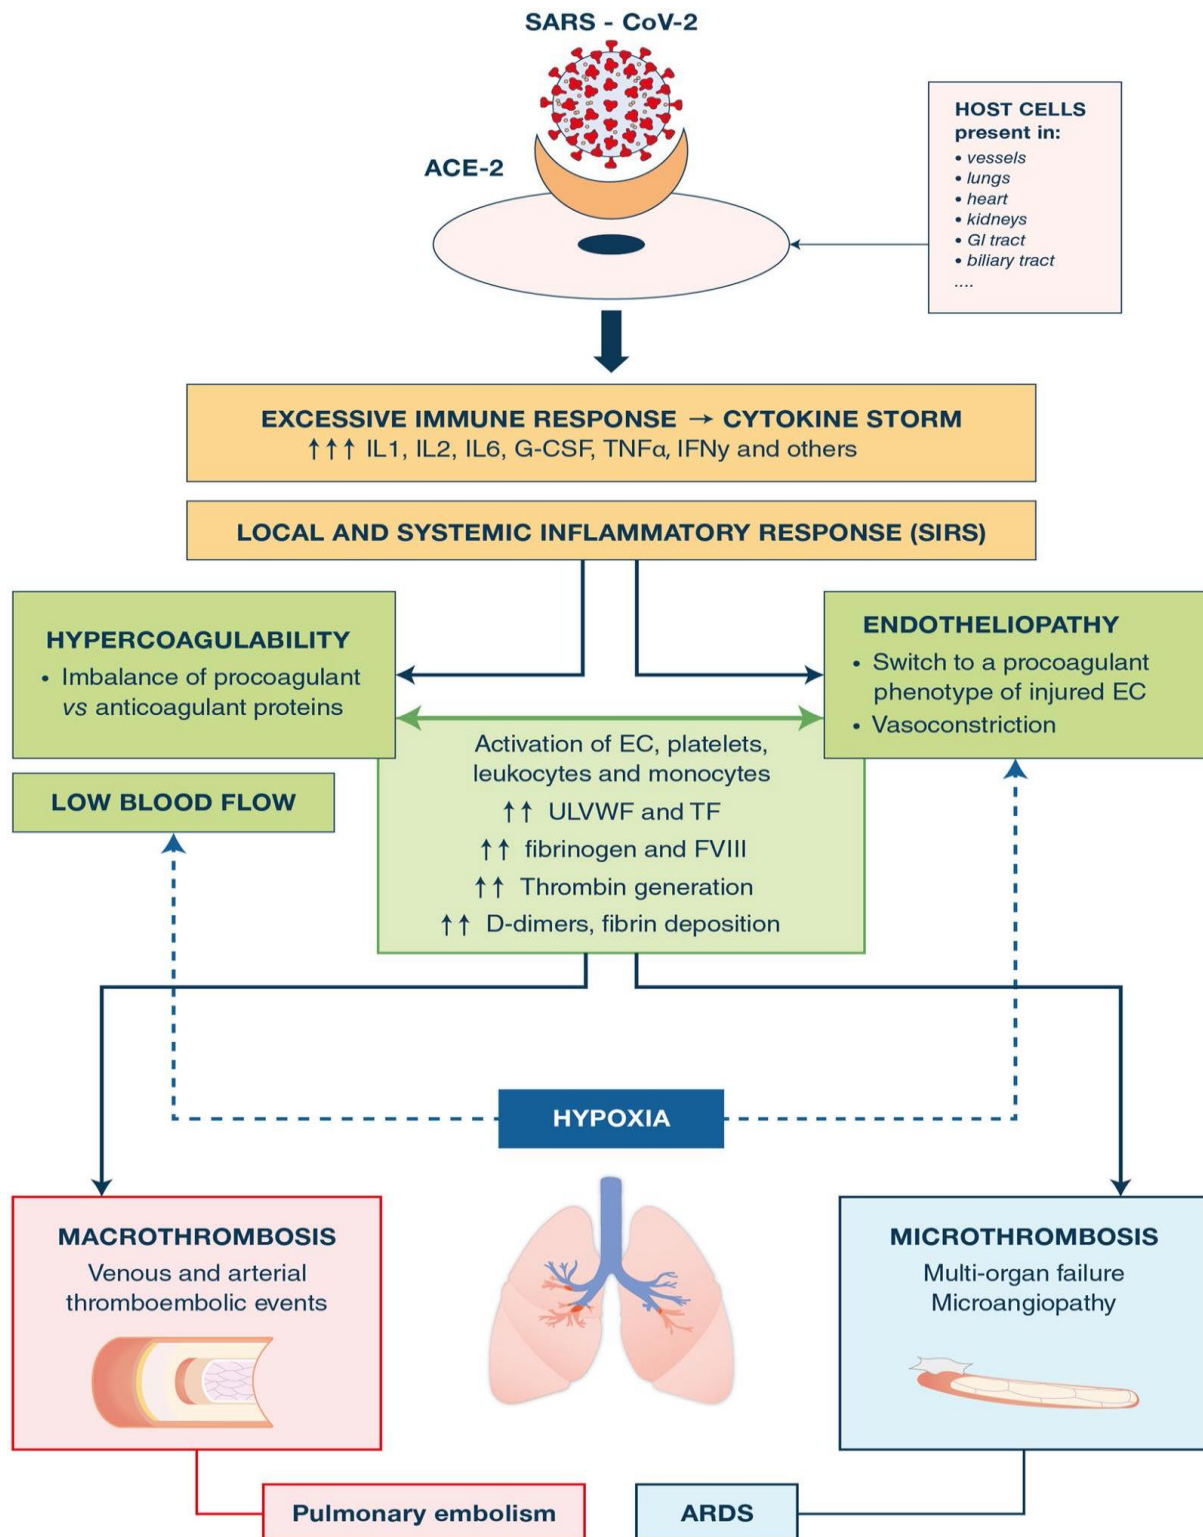 SARS - CoV-2
ACE-2
HOST CELLS
present in:
• vessels
• lungs
• heart
• kidneys
• GI tract
• biliary tract
....
EXCESSIVE IMMUNE RESPONSE → CYTOKINE STORM
↑↑↑ IL1, IL2, IL6, G-CSF, TNFα, IFNy and others
LOCAL AND SYSTEMIC INFLAMMATORY RESPONSE (SIRS)
HYPERCOAGULABILITY
• Imbalance of procoagulant
vs anticoagulant proteins
ENDOTHELIOPATHY
• Switch to a procoagulant
phenotype of injured EC
• Vasoconstriction
LOW BLOOD FLOW
Activation of EC, platelets,
leukocytes and monocytes
↑↑ ULVWF and TF
↑↑ fibrinogen and FVIII
↑↑ Thrombin generation
↑↑ D-dimers, fibrin deposition
HYPOXIA
MACROTHROMBOSIS
Venous and arterial
thromboembolic events
MICROTHROMBOSIS
Multi-organ failure
Microangiopathy
Pulmonary embolism
ARDS